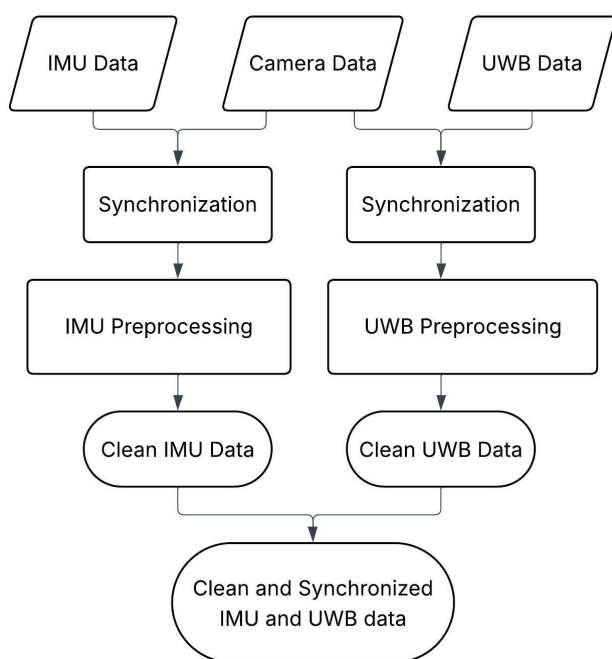 IMU Data
Camera Data
UWB Data
Synchronization
Synchronization
IMU Preprocessing
UWB Preprocessing
Clean IMU Data
Clean UWB Data
Clean and Synchronized
IMU and UWB data